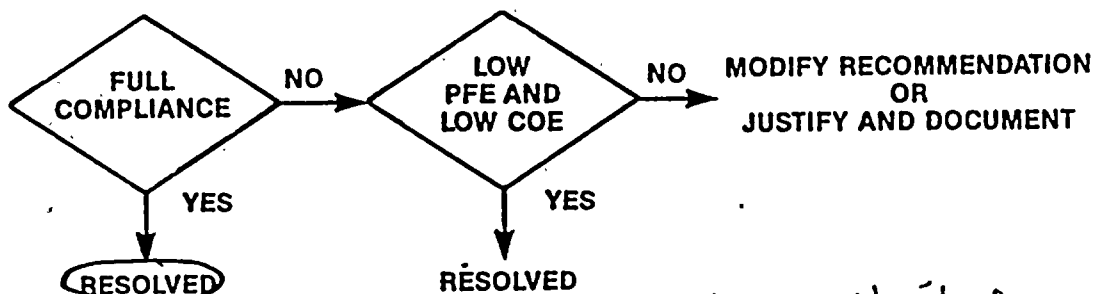 FULL
COMPLIANCE
NO
LOW
PFE AND
LOW COE
NO
MODIFY RECOMMENDATION
OR
JUSTIFY AND DOCUMENT
YES
YES
RESOLVED
RESOLVED